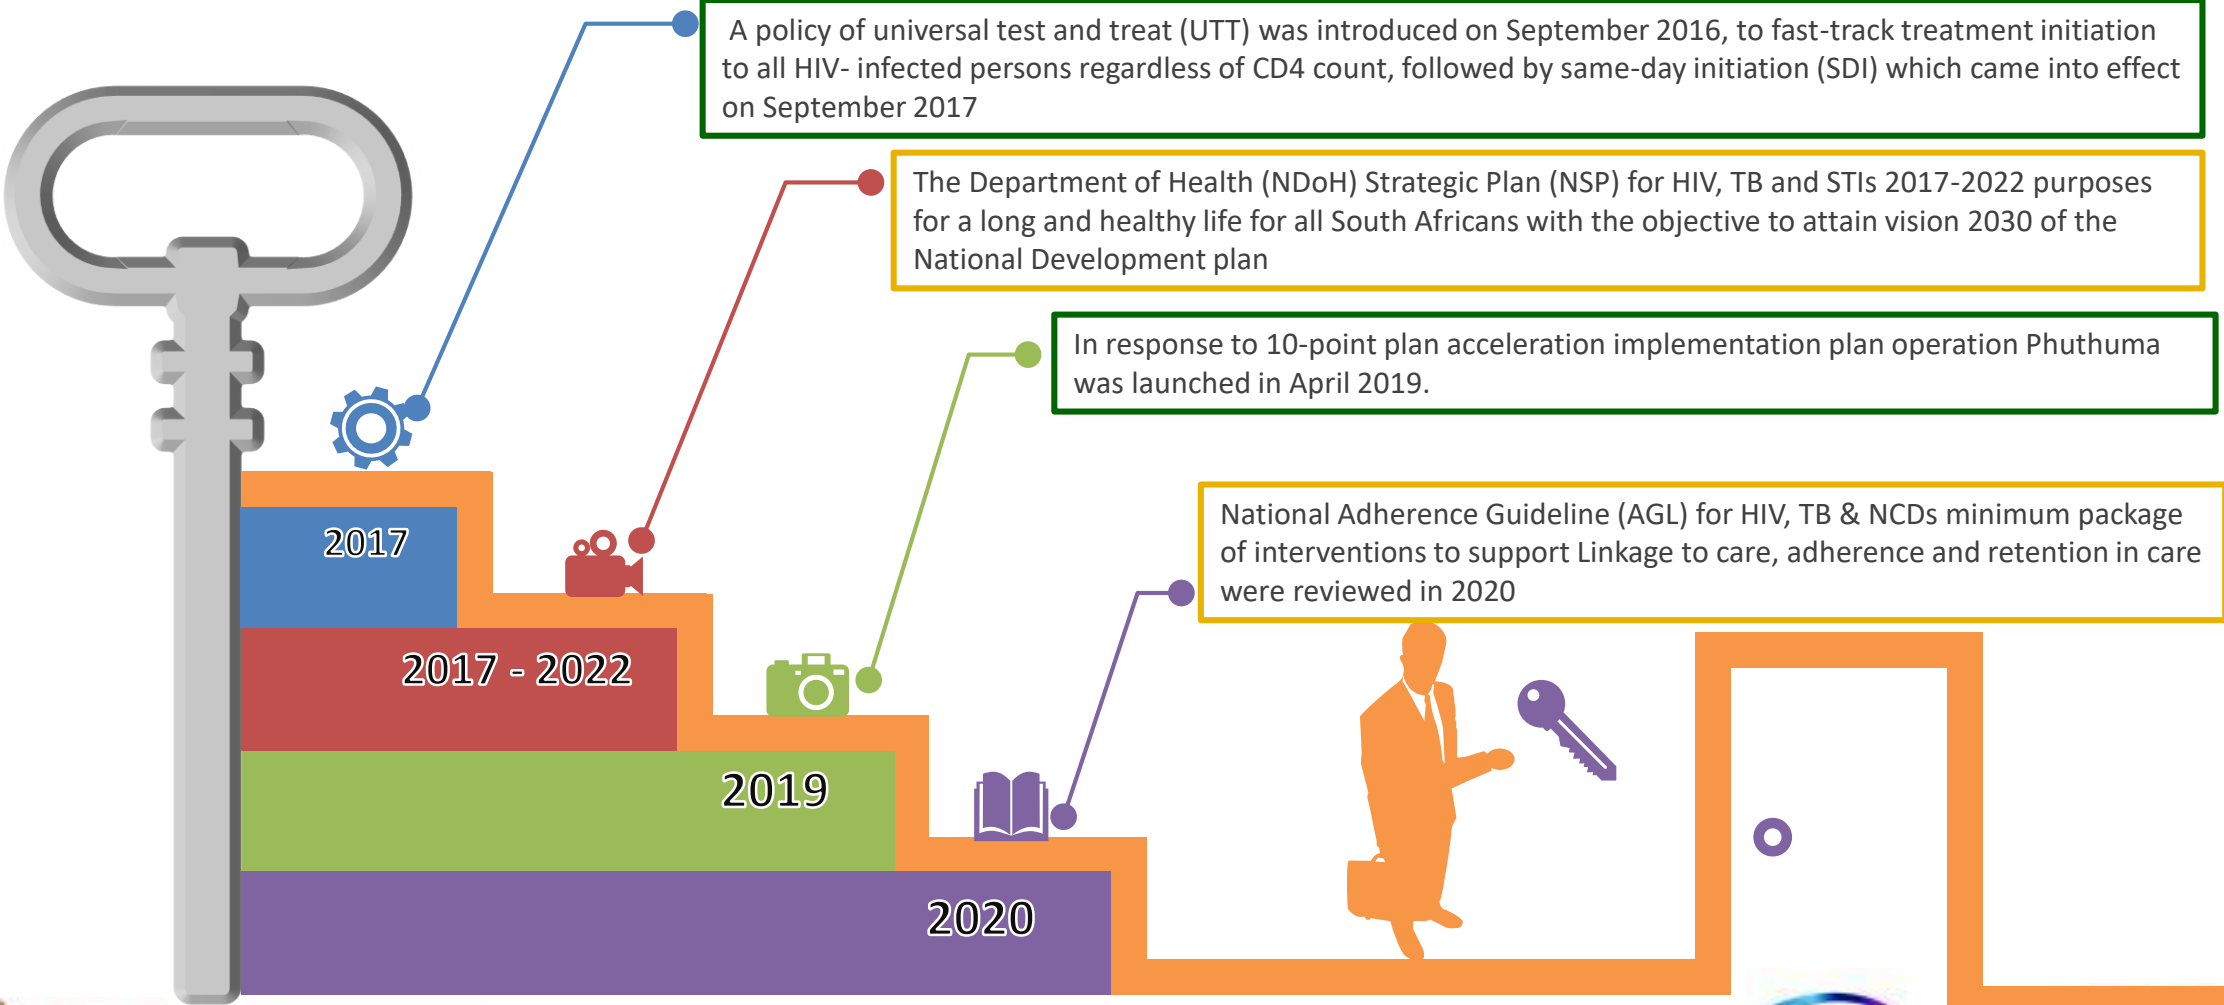 A policy of universal test and treat (UTT) was introduced on September 2016, to fast-track treatment initiation
to all HIV- infected persons regardless of CD4 count, followed by same-day initiation (SDI) which came into effect
on September 2017
The Department of Health (NDoH) Strategic Plan (NSP) for HIV, TB and STIs 2017-2022 purposes
for a long and healthy life for all South Africans with the objective to attain vision 2030 of the
National Development plan
In response to 10-point plan acceleration implementation plan operation Phuthuma
was launched in April 2019.
National Adherence Guideline (AGL) for HIV, TB & NCDs minimum package
of interventions to support Linkage to care, adherence and retention in care
were reviewed in 2020
2017
2017 - 2022
2019
2020